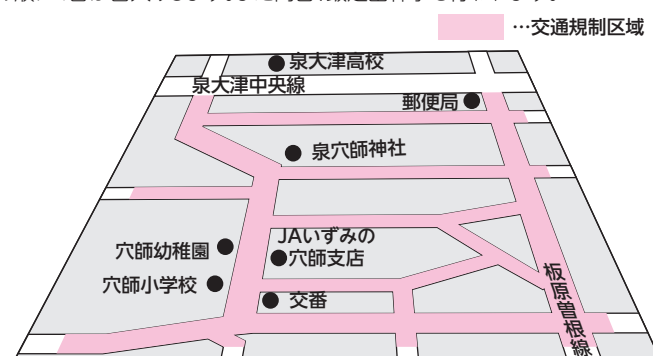 …交通規制区域
泉大津高校
泉大津中央線
郵便局
泉穴師神社
穴師幼稚園
JAいずみの
穴師支店
穴師小学校
交番
板原曽根線